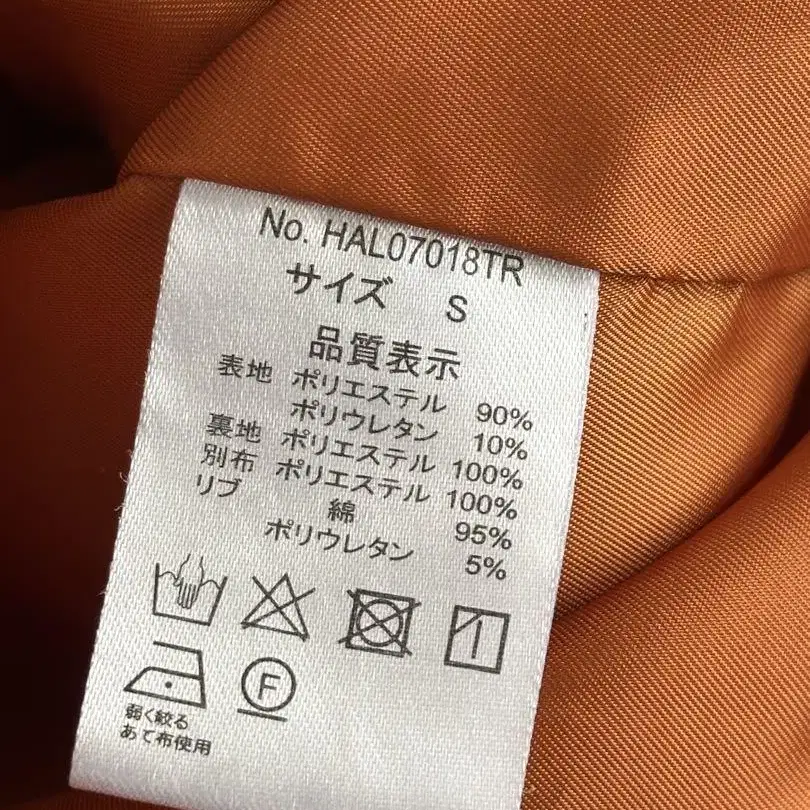 No. HAL07018TR
サイズ S
品質表示
表地 ポリエステル 90%
ポリウレタン 10%
裏地 ポリエステル 100%
別布 ポリエステル 100%
リブ 綿 95%
ポリウレタン 5%
F
弱く絞る
あて布使用